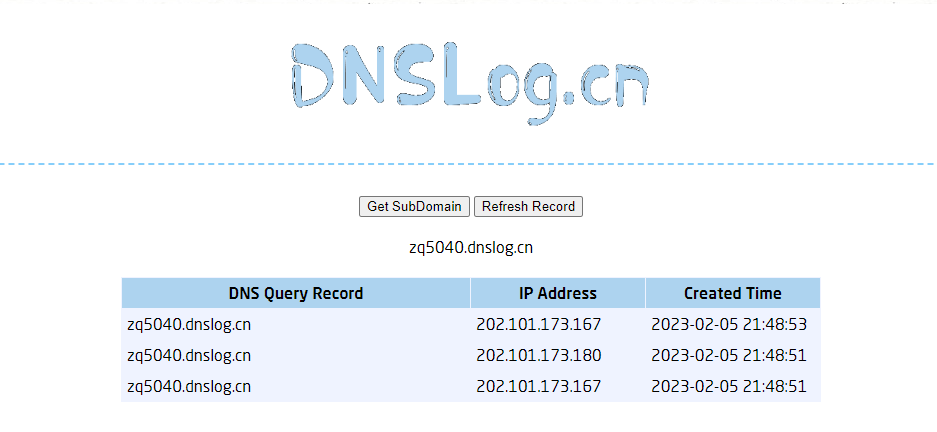 DNSLog.cn
Get SubDomain Refresh Record
zq5040.dnslog.cn
DNS Query Record IP Address Created Time
zq5040.dnslog.cn 202.101.173.167 2023-02-05 21:48:53
zq5040.dnslog.cn 202.101.173.180 2023-02-05 21:48:51
zq5040.dnslog.cn 202.101.173.167 2023-02-05 21:48:51